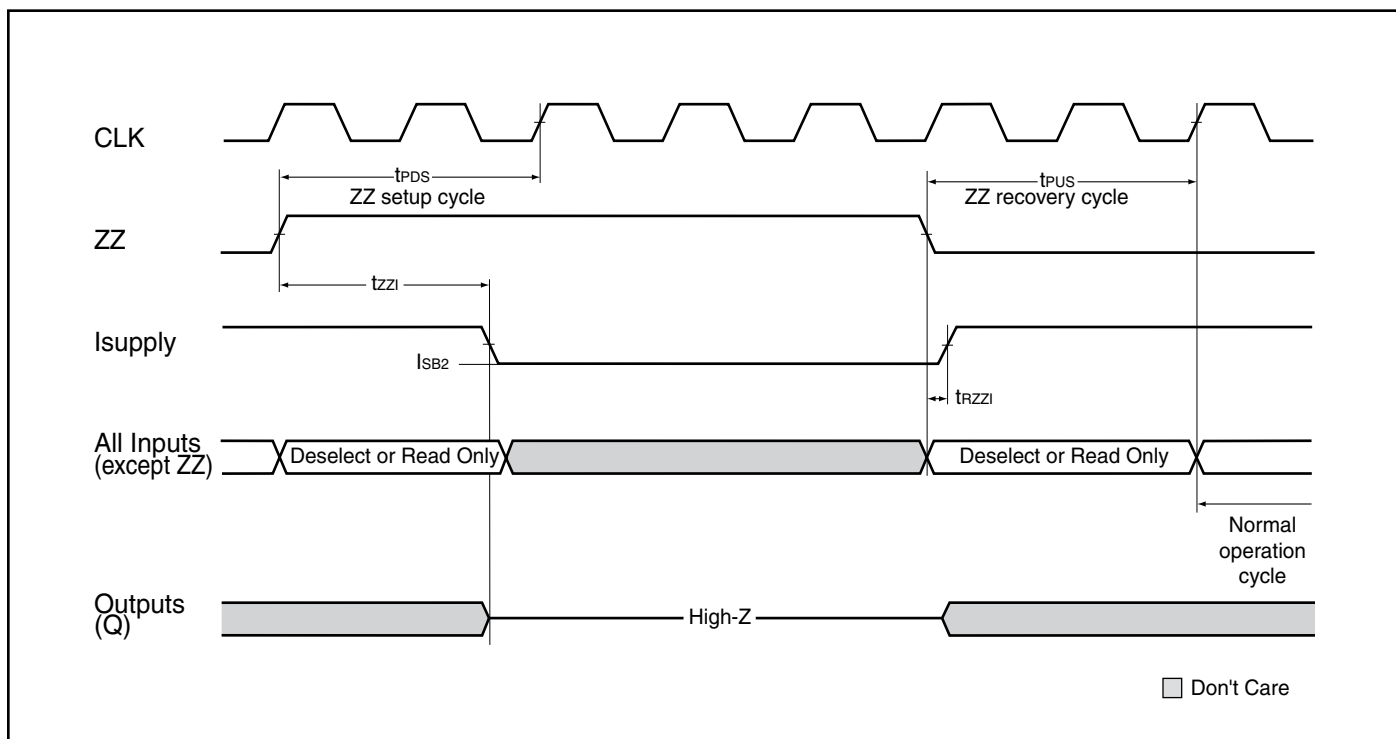 CLK
tPDS
ZZ setup cycle
tPUS
ZZ recovery cycle
ZZ
tZZI
Isupply
ISB2
tRZZI
All Inputs
(except ZZ)
Deselect or Read Only
Deselect or Read Only
Normal
operation
cycle
Outputs
(Q)
High-Z
Don't Care